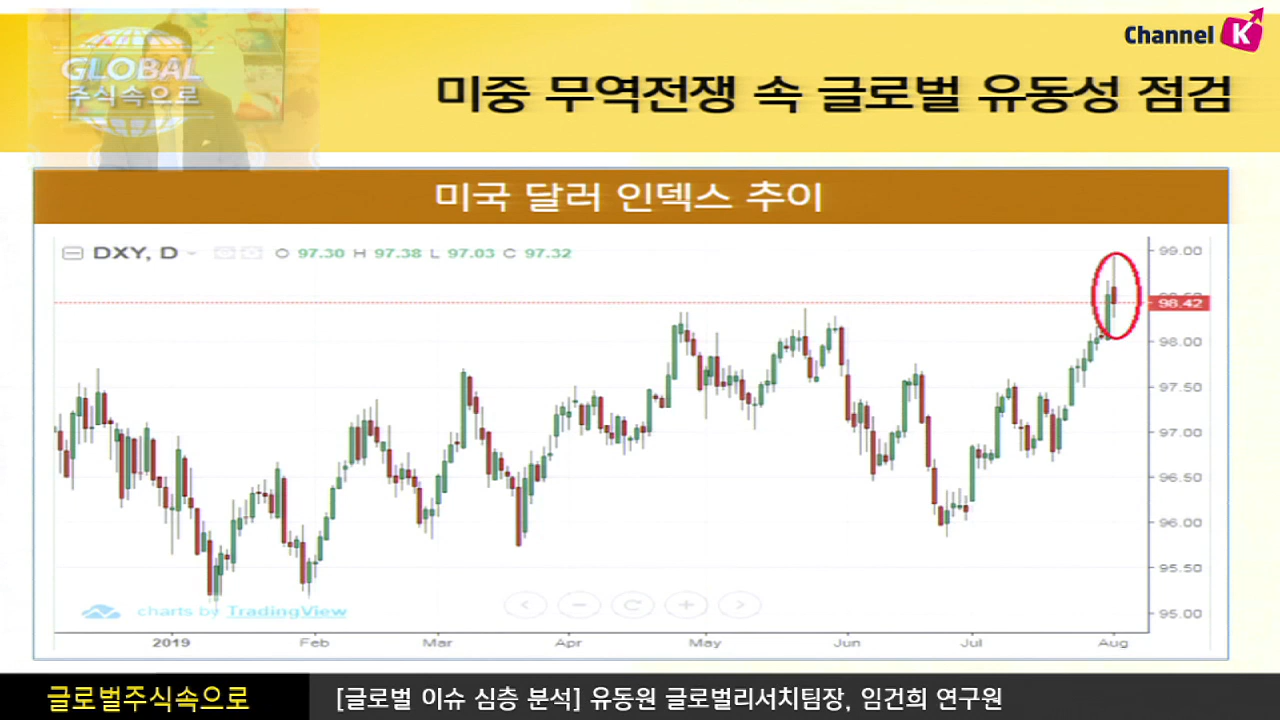 Channel K
GLOBAL
주식속으로
미중 무역전쟁 속 글로벌 유동성 점검
미국 달러 인덱스 추이
DXY, D O 97.30 H 97.38 L 97.03 C 97.32
99.00
98.42
98.00
97.50
97.00
96.50
96.00
95.50
95.00
charts by TradingView
2019 Feb Mar Apr May Jun Jul Aug
글로벌주식속으로
[글로벌 이슈 심층 분석] 유동원 글로벌리서치팀장, 임건희 연구원